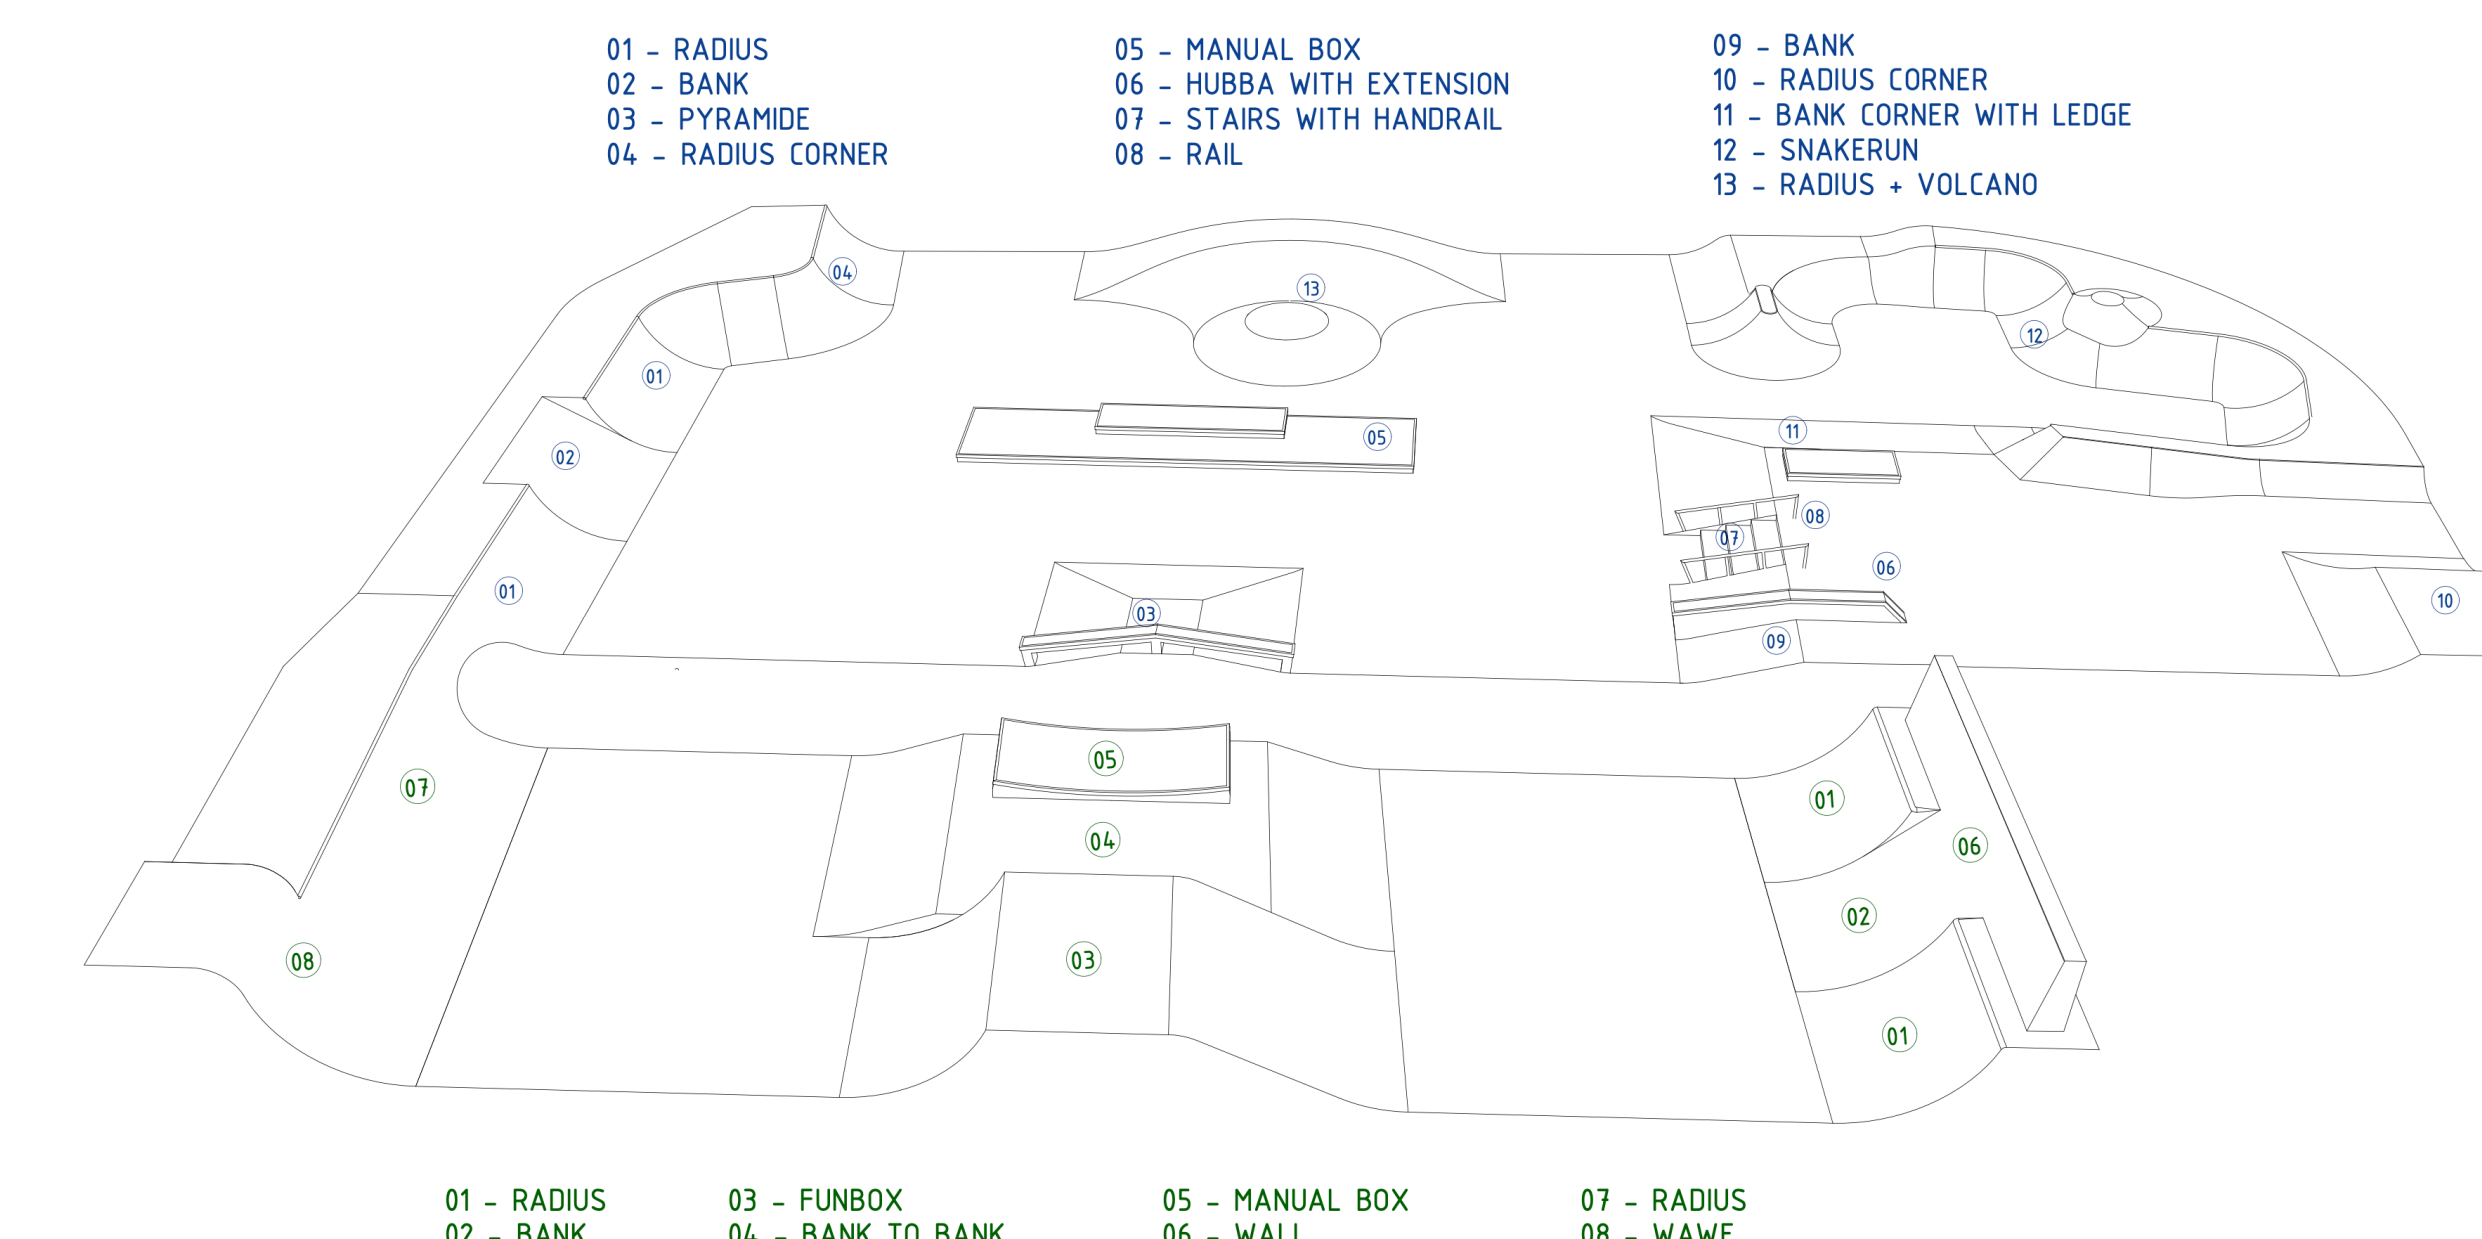 01 - RADIUS
02 - BANK
03 - PYRAMIDE
04 - RADIUS CORNER
05 - MANUAL BOX
06 - HUBBA WITH EXTENSION
07 - STAIRS WITH HANDRAIL
08 - RAIL
09 - BANK
10 - RADIUS CORNER
11 - BANK CORNER WITH LEDGE
12 - SNAKERUN
13 - RADIUS + VOLCANO
04
13
12
01
11
05
02
08
07
06
01
10
03
09
05
07
01
04
06
02
03
08
01
01 - RADIUS
02 - BANK
03 - FUNBOX
04 - BANK TO BANK
05 - MANUAL BOX
06 - WALL
07 - RADIUS
08 - WAWE